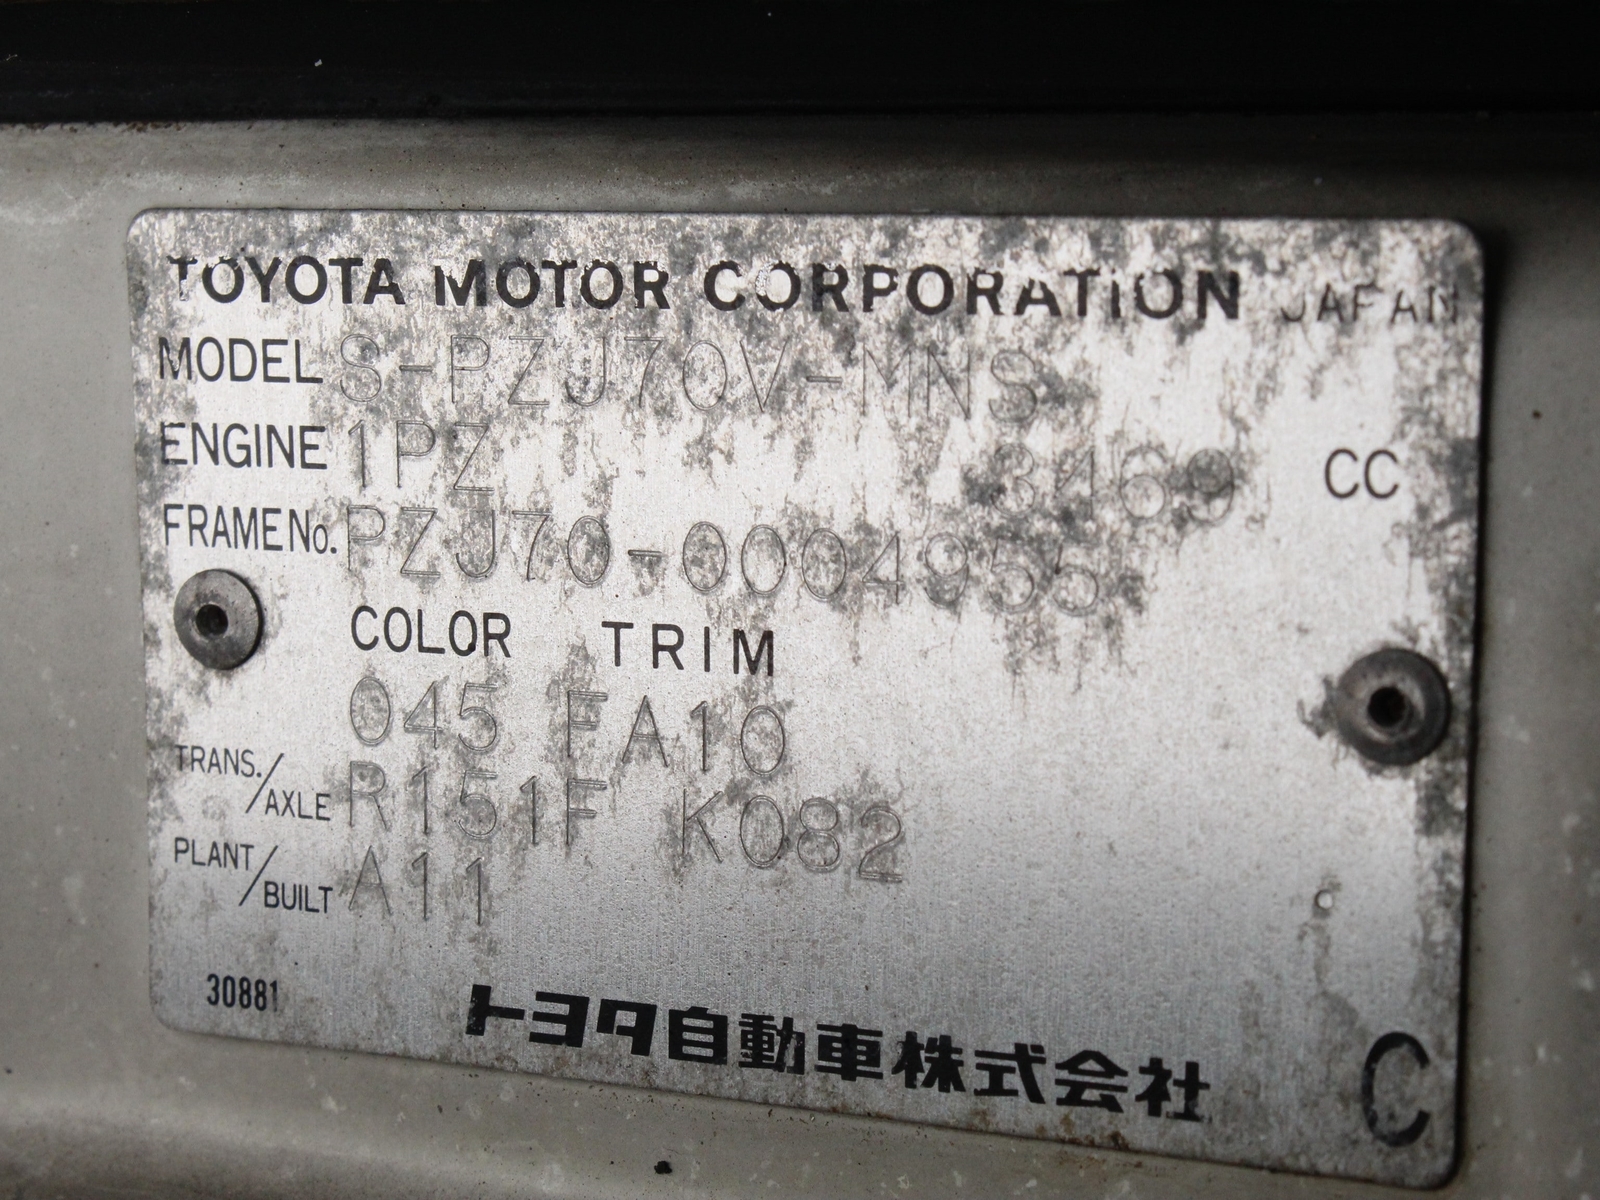 TOYOTA MOTOR CORPORATION JAPAN
MODEL S-PZJ70V-MNS
ENGINE 1PZ 3469 CC
FRAME No. PZJ70-0004955
COLOR TRIM
045 FA10
TRANS./AXLE R151F K082
PLANT/BUILT A11
30881
トヨタ自動車株式会社 C